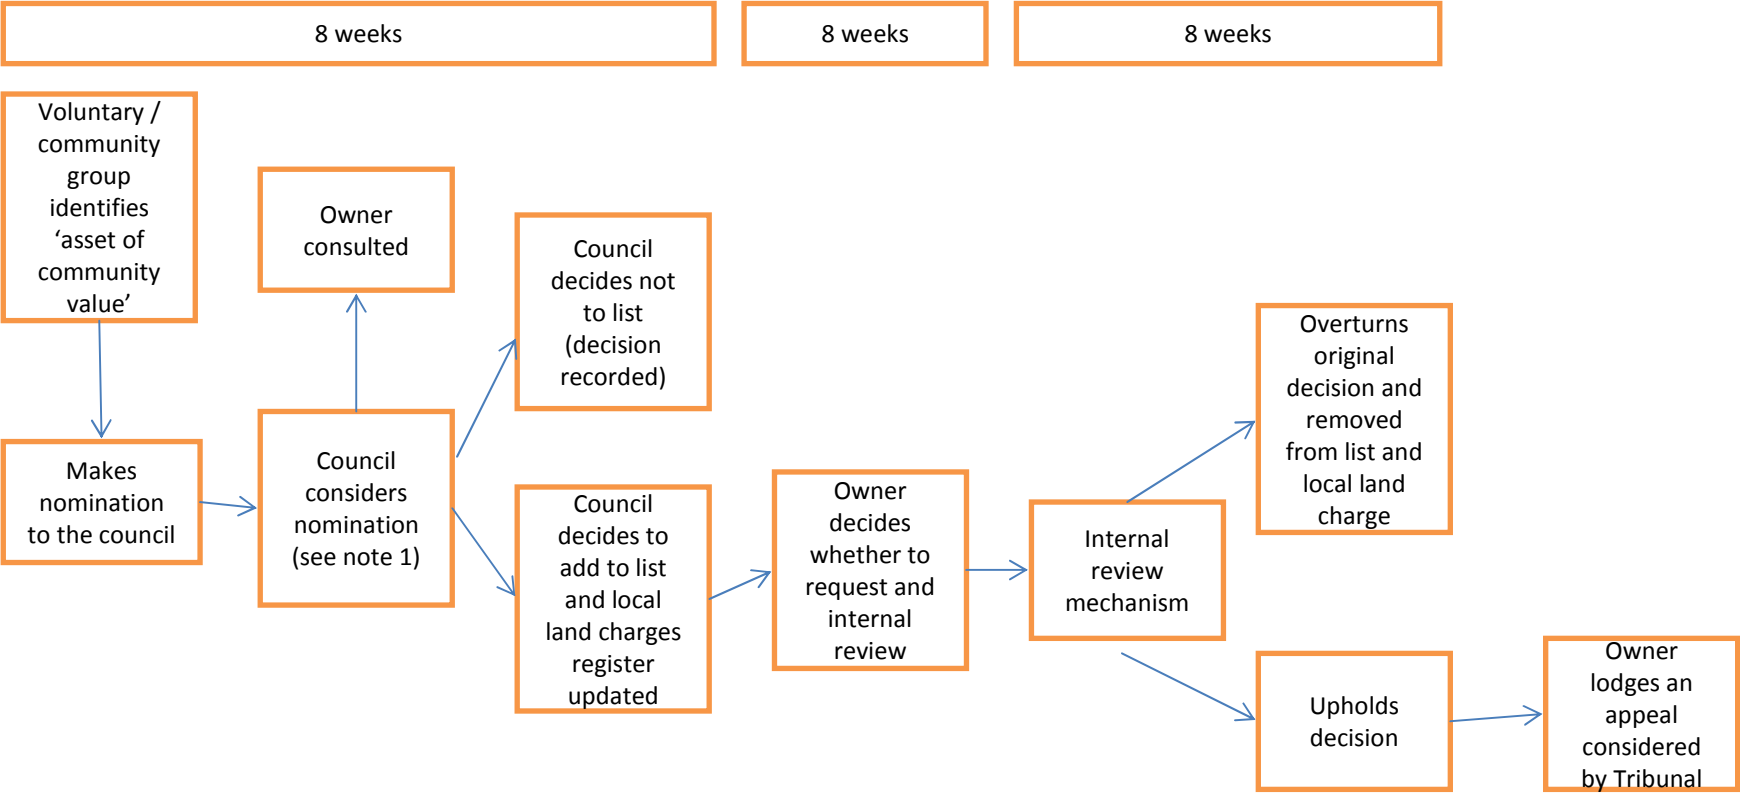 8 weeks
8 weeks
8 weeks
Voluntary /
community
group
identifies
‘asset of
community
value’
Makes
nomination
to the council
Owner
consulted
Council
considers
nomination
(see note 1)
Council
decides not
to list
(decision
recorded)
Council
decides to
add to list
and local
land charges
register
updated
Owner
decides
whether to
request and
internal
review
Internal
review
mechanism
Overturns
original
decision and
removed
from list and
local land
charge
Upholds
decision
Owner
lodges an
appeal
considered
by Tribunal